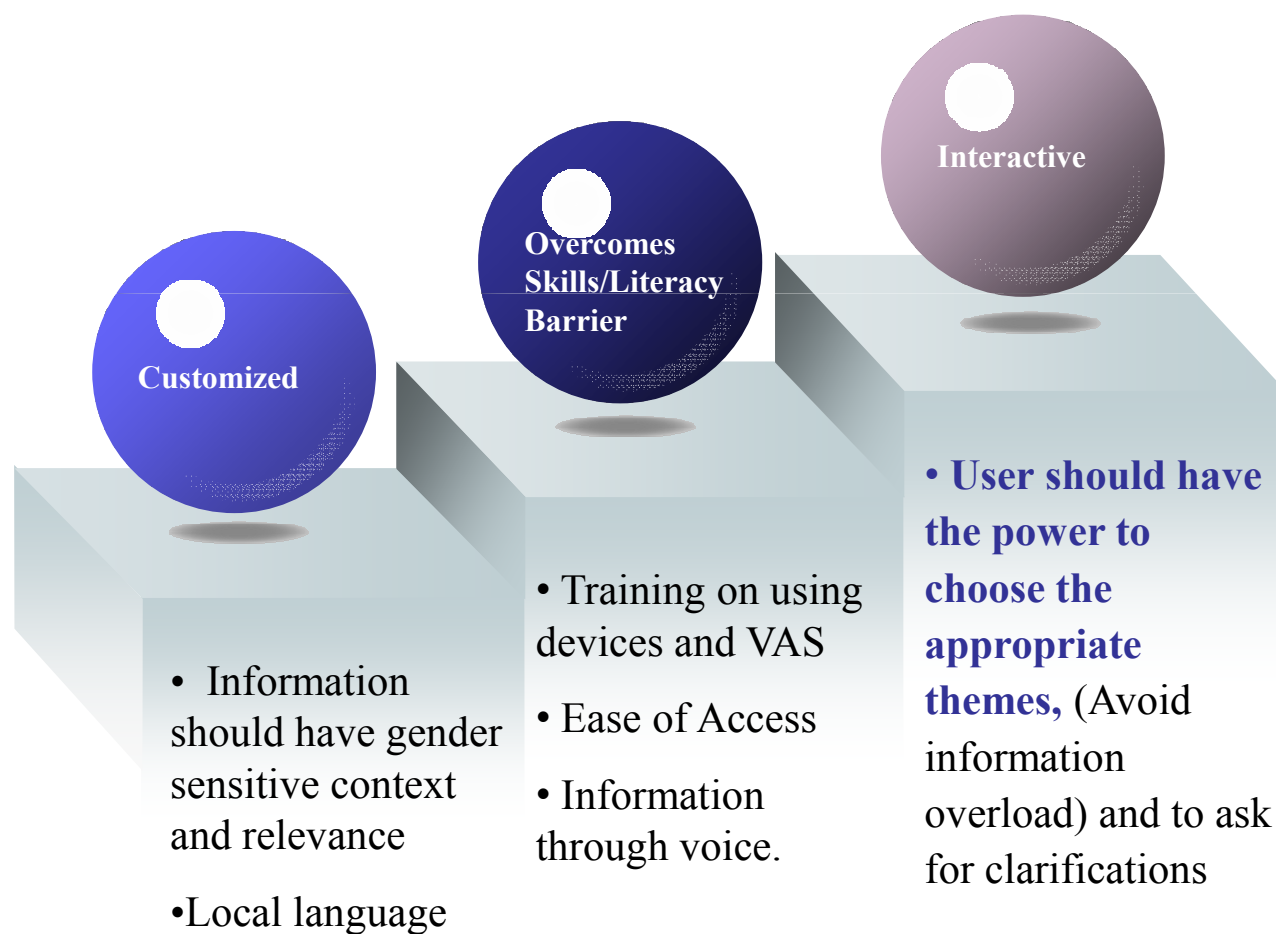 Customized
• Information
should have gender
sensitive context
and relevance
•Local language
Overcomes
Skills/Literacy
Barrier
• Training on using
devices and VAS
• Ease of Access
• Information
through voice.
Interactive
• User should have
the power to
choose the
appropriate
themes, (Avoid
information
overload) and to ask
for clarifications